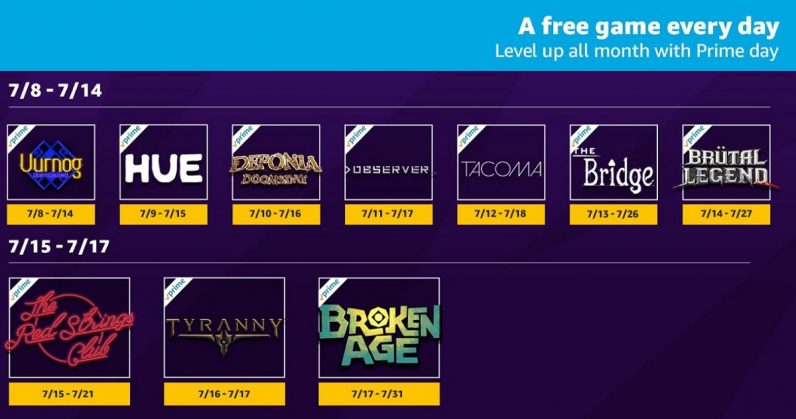 A free game every day
Level up all month with Prime day
7/8 - 7/14
prime
Uurnog
Uurnlimited
prime
HUE
prime
DEPONIA
DOOMSDAY
prime
>OBSERVER_
prime
TACOMA
prime
THE
Bridge
prime
BRÜTAL
LEGEND
7/8 - 7/14
7/9 - 7/15
7/10 - 7/16
7/11 - 7/17
7/12 - 7/18
7/13 - 7/26
7/14 - 7/27
7/15 - 7/17
prime
The
Red Strings
Club
prime
TYRANNY
prime
BROKEN
AGE
7/15 - 7/21
7/16 - 7/17
7/17 - 7/31